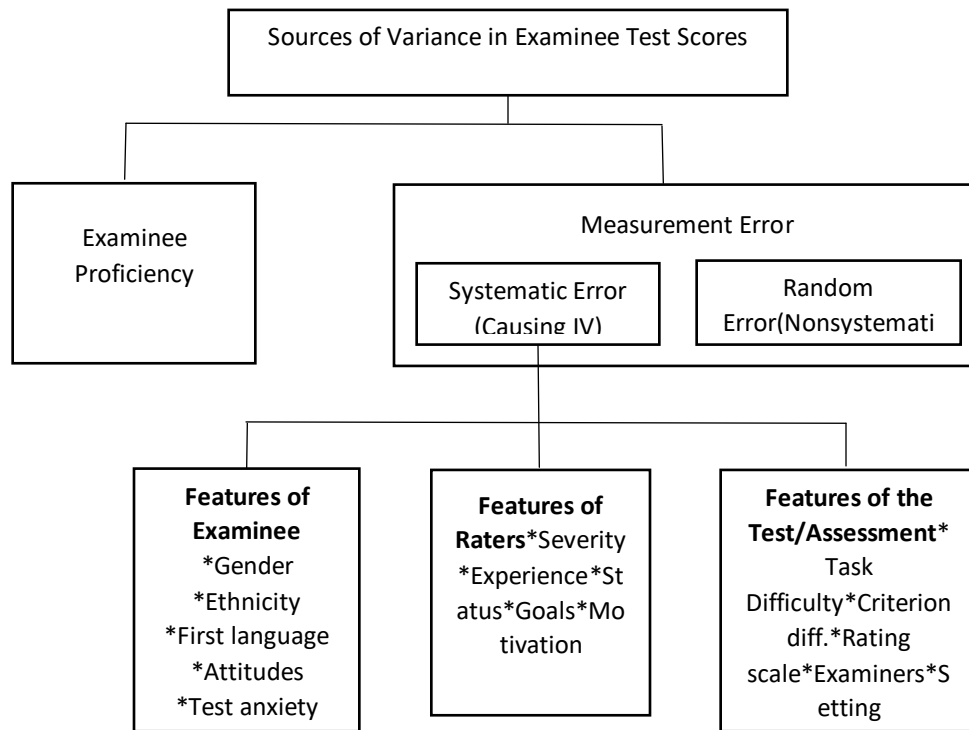 Sources of Variance in Examinee Test Scores
Examinee
Proficiency
Measurement Error
Systematic Error
(Causing IV)
Random
Error(Nonsystemati
Features of
Examinee
*Gender
*Ethnicity
*First language
*Attitudes
*Test anxiety
Features of
Raters*Severity
*Experience*St
atus*Goals*Mo
tivation
Features of the
Test/Assessment*
Task
Difficulty*Criterion
diff.*Rating
scale*Examiners*S
etting